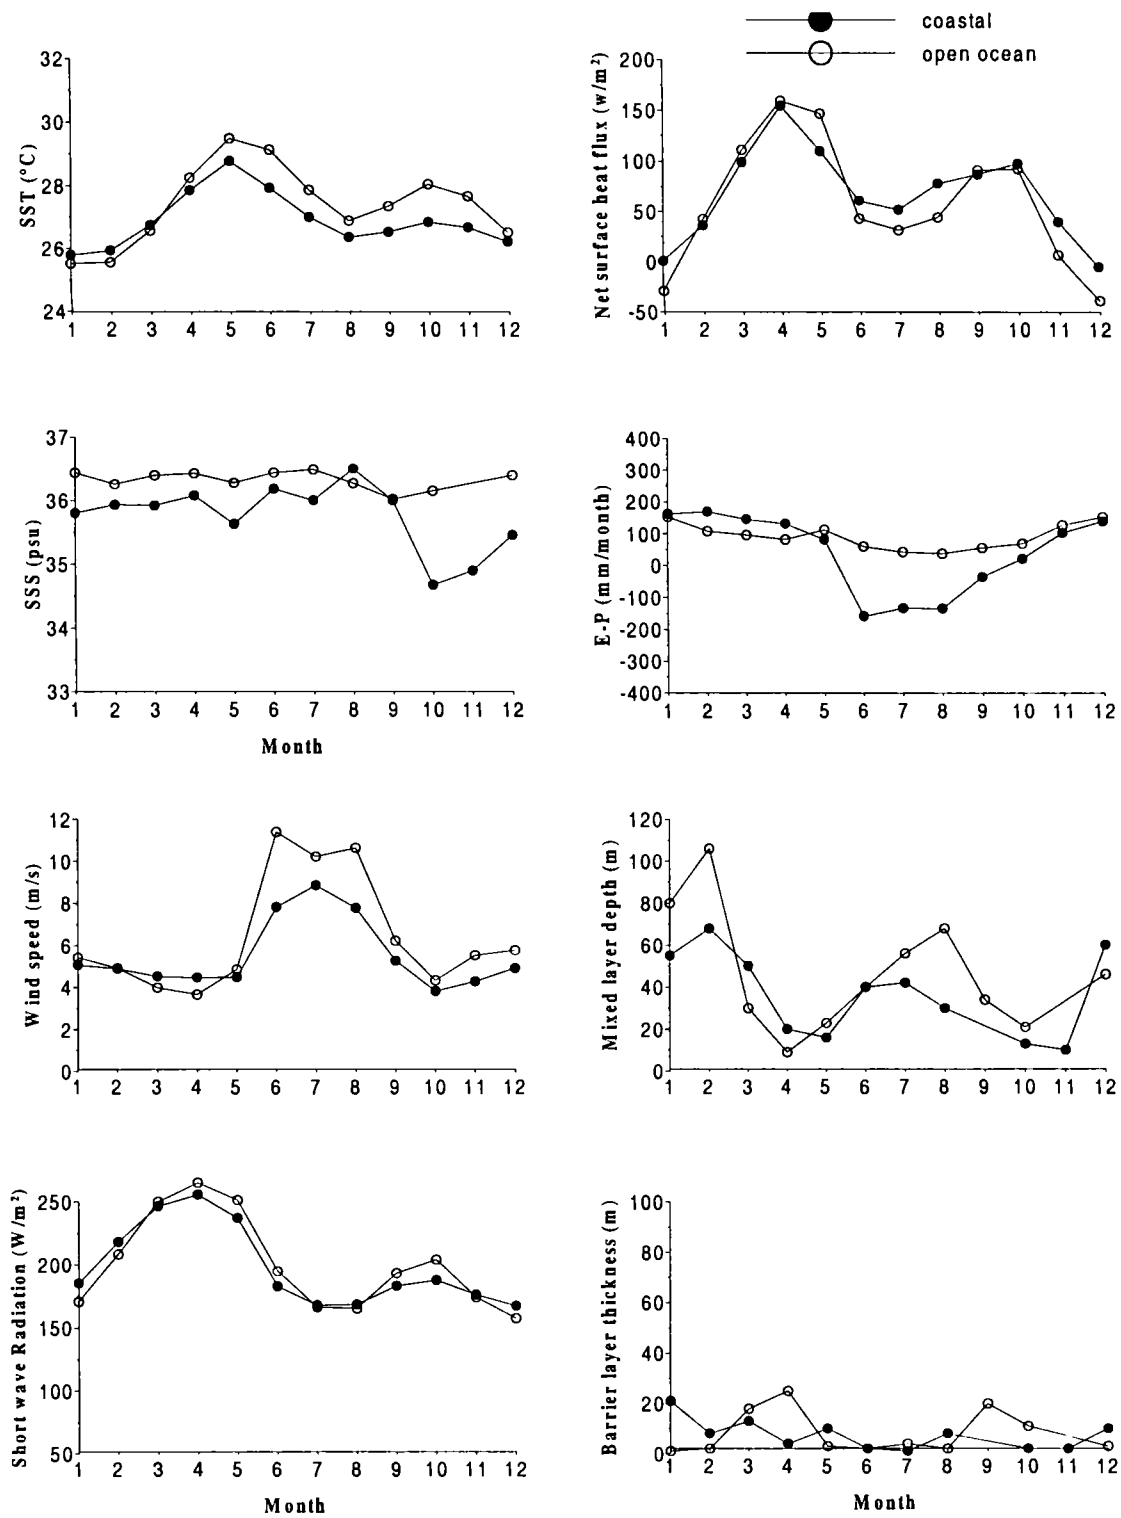 coastal
open ocean
SST (°C)
32
30
28
26
24
1 2 3 4 5 6 7 8 9 10 11 12
Net surface heat flux (w/m²)
200
150
100
50
0
-50
1 2 3 4 5 6 7 8 9 10 11 12
SSS (psu)
37
36
35
34
33
1 2 3 4 5 6 7 8 9 10 11 12
Month
E-P (mm/month)
400
300
200
100
0
-100
-200
-300
-400
1 2 3 4 5 6 7 8 9 10 11 12
Wind speed (m/s)
12
10
8
6
4
2
0
1 2 3 4 5 6 7 8 9 10 11 12
Mixed layer depth (m)
120
100
80
60
40
20
0
1 2 3 4 5 6 7 8 9 10 11 12
Short wave Radiation (W/m²)
250
200
150
100
50
1 2 3 4 5 6 7 8 9 10 11 12
Month
Barrier layer thickness (m)
100
80
60
40
20
0
1 2 3 4 5 6 7 8 9 10 11 12
Month